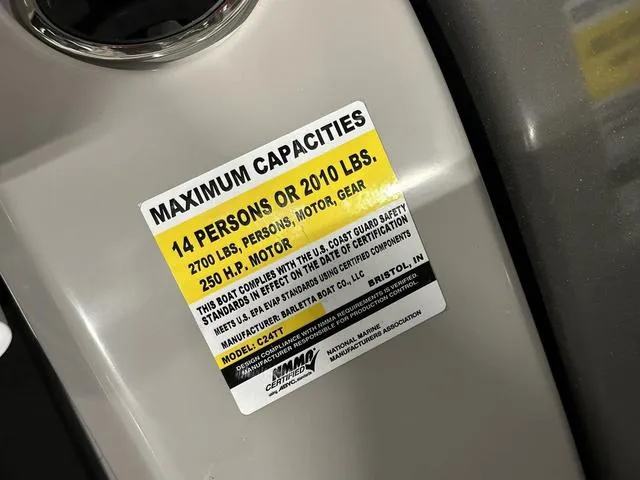 MAXIMUM CAPACITIES
14 PERSONS OR 2010 LBS.
2700 LBS, PERSONS, MOTOR, GEAR
250 H.P. MOTOR
THIS BOAT COMPLIES WITH THE U.S. COAST GUARD SAFETY
STANDARDS IN EFFECT ON THE DATE OF CERTIFICATION
MEETS U.S. EPA EVAP STANDARDS USING CERTIFIED COMPONENTS
MANUFACTURER: BARLETTA BOAT CO., LLC BRISTOL, IN
MODEL: C24TT
DESIGN COMPLIANCE WITH NMMA REQUIREMENTS IS VERIFIED.
MANUFACTURER RESPONSIBLE FOR PRODUCTION CONTROL.
NMMA
CERTIFIED
NATIONAL MARINE
MANUFACTURERS ASSOCIATION